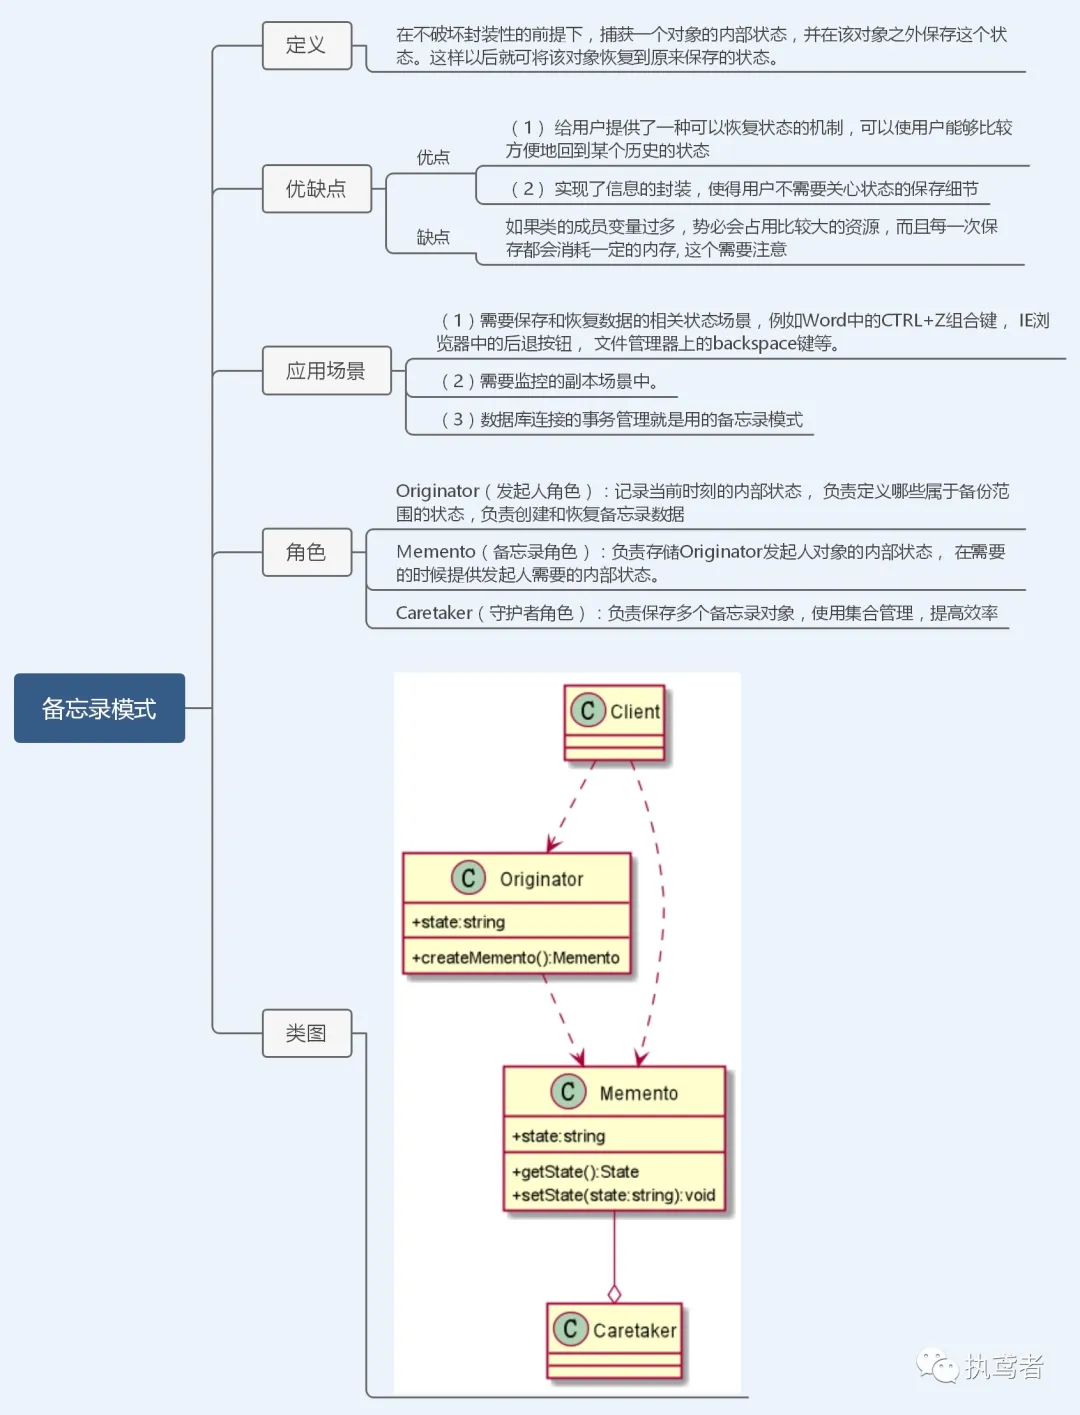 定义
在不破坏封装性的前提下，捕获一个对象的内部状态，并在该对象之外保存这个状
态。这样以后就可将该对象恢复到原来保存的状态。
优缺点
优点
（1） 给用户提供了一种可以恢复状态的机制，可以使用户能够比较
方便地回到某个历史的状态
（2） 实现了信息的封装，使得用户不需要关心状态的保存细节
缺点
如果类的成员变量过多，势必会占用比较大的资源，而且每一次保
存都会消耗一定的内存, 这个需要注意
应用场景
（1）需要保存和恢复数据的相关状态场景，例如Word中的CTRL+Z组合键， IE浏
览器中的后退按钮， 文件管理器上的backspace键等。
（2）需要监控的副本场景中。
（3）数据库连接的事务管理就是用的备忘录模式
角色
Originator（发起人角色）：记录当前时刻的内部状态， 负责定义哪些属于备份范
围的状态，负责创建和恢复备忘录数据
Memento（备忘录角色）：负责存储Originator发起人对象的内部状态， 在需要
的时候提供发起人需要的内部状态。
Caretaker（守护者角色）：负责保存多个备忘录对象，使用集合管理，提高效率
备忘录模式
类图
C Client
C Originator
+state:string
+createMemento():Memento
C Memento
+state:string
+getState():State
+setState(state:string):void
C Caretaker
执鸢者